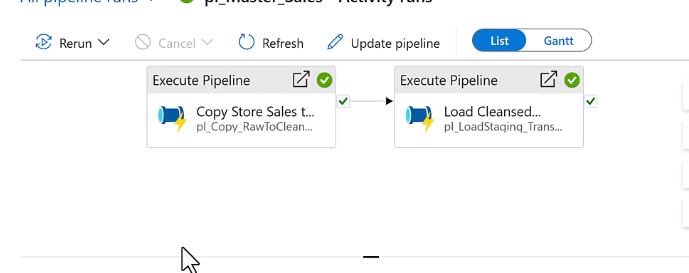 All pipeline runs > pl_Master_Sales - Activity runs
Rerun Cancel Refresh Update pipeline List Gantt
Execute Pipeline Execute Pipeline
Copy Store Sales t... Load Cleansed...
pl_Copy_RawToClean... pl_LoadStaging_Trans...